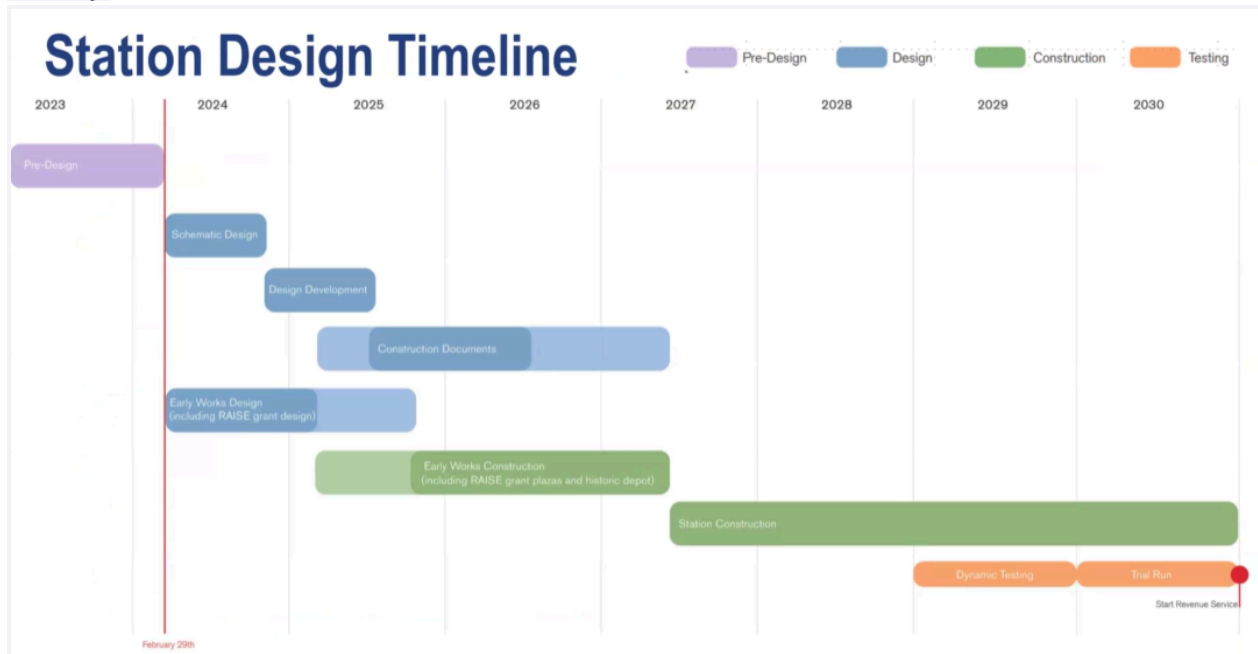 Station Design Timeline
Pre-Design
Design
Construction
Testing
2023
2024
2025
2026
2027
2028
2029
2030
Pre-Design
Schematic Design
Design Development
Construction Documents
Early Works Design
(including RAISE grant design)
Early Works Construction
(including RAISE grant plazas and historic depot)
Station Construction
Dynamic Testing
Trial Run
Start Revenue Service
February 29th